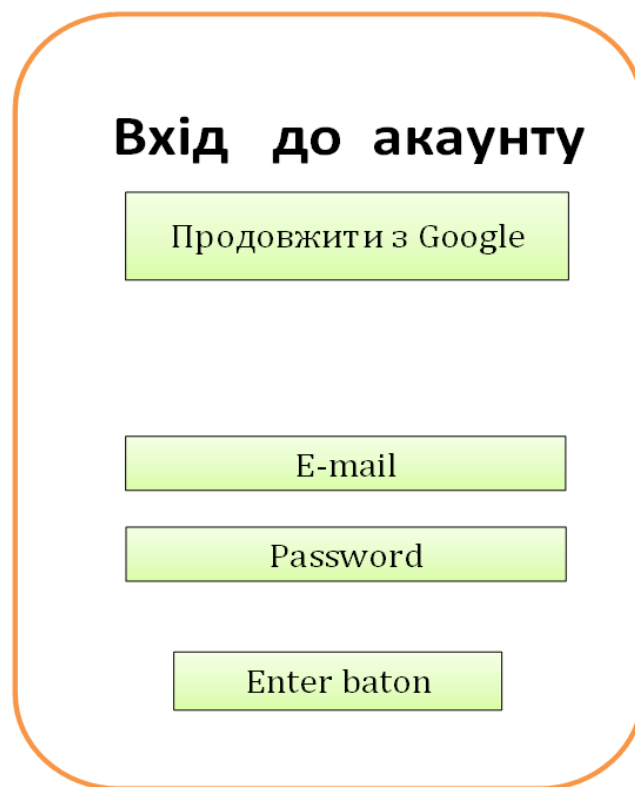 Вхід до акаунту
Продовжити з Google
E-mail
Password
Enter baton